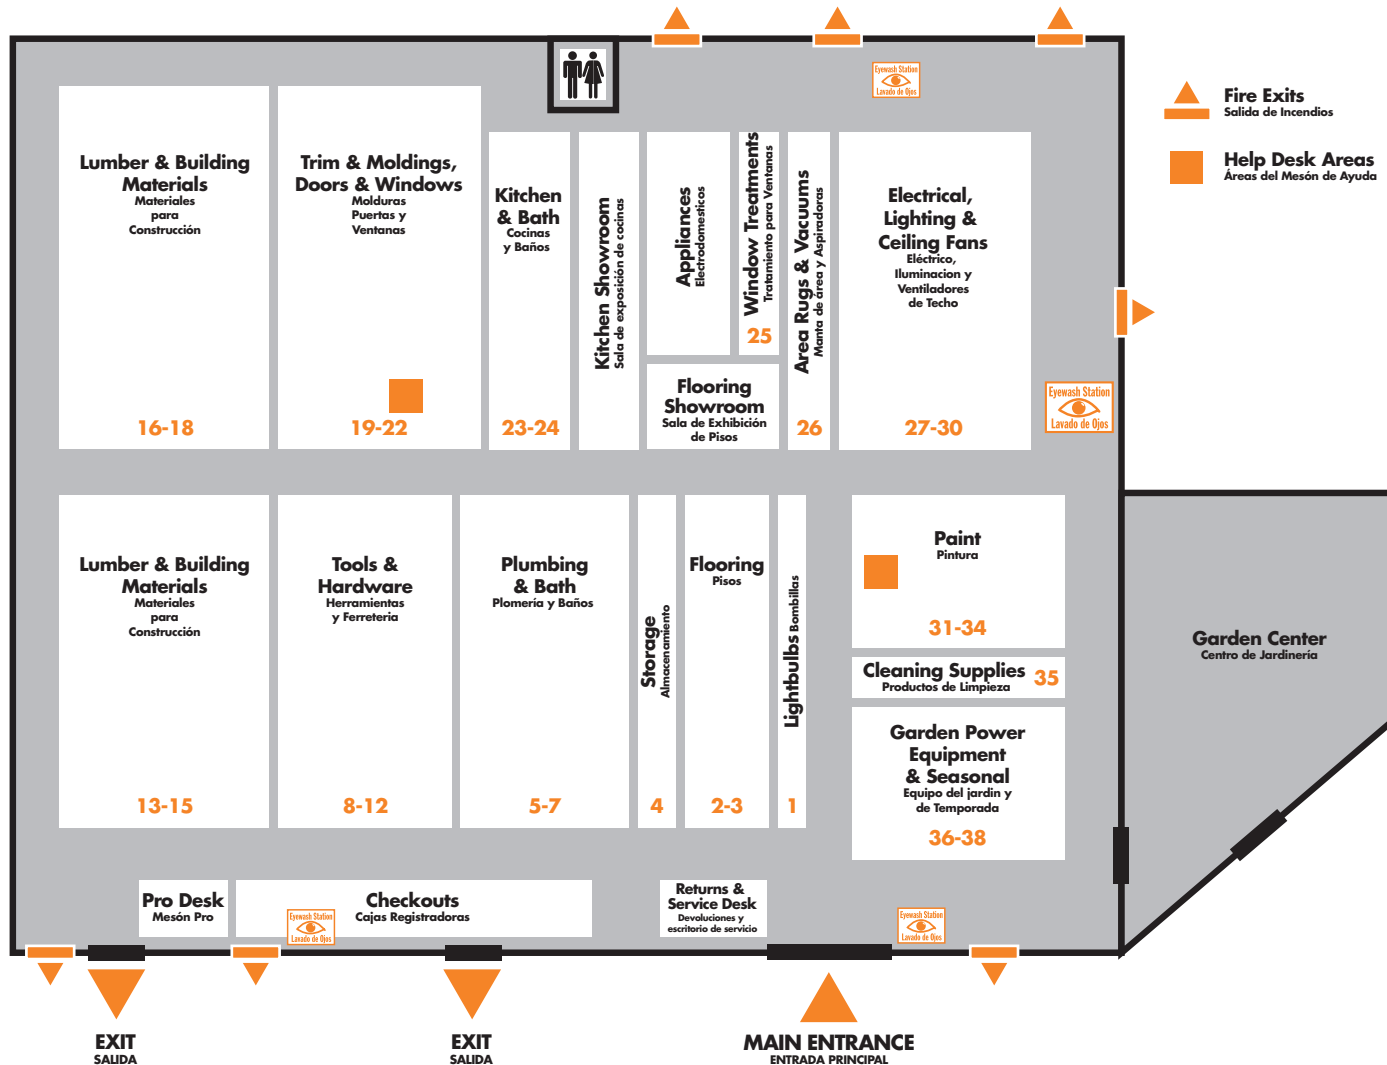 Eyewash Station
Lavado de Ojos
Fire Exits
Salida de Incendios
Help Desk Areas
Áreas del Mesón de Ayuda
Lumber & Building
Materials
Materiales
para
Construcción
16-18
Trim & Moldings,
Doors & Windows
Molduras
Puertas y
Ventanas
19-22
Kitchen
& Bath
Cocinas
y Baños
23-24
Kitchen Showroom
Sala de exposición de cocinas
Appliances
Electrodomesticos
Window Treatments
Tratamiento para Ventanas
25
Flooring
Showroom
Sala de Exhibición
de Pisos
Area Rugs & Vacuums
Manta de área y Aspiradoras
26
Electrical,
Lighting &
Ceiling Fans
Eléctrico,
Iluminacion y
Ventiladores
de Techo
27-30
Eyewash Station
Lavado de Ojos
Lumber & Building
Materials
Materiales
para
Construcción
13-15
Tools &
Hardware
Herramientas
y Ferreteria
8-12
Plumbing
& Bath
Plomería y Baños
5-7
Storage
Almacenamiento
4
Flooring
Pisos
2-3
Lightbulbs Bombillas
1
Paint
Pintura
31-34
Cleaning Supplies 35
Productos de Limpieza
Garden Power
Equipment
& Seasonal
Equipo del jardin y
de Temporada
36-38
Garden Center
Centro de Jardinería
Pro Desk
Mesón Pro
Checkouts
Cajas Registradoras
Eyewash Station
Lavado de Ojos
Returns &
Service Desk
Devoluciones y
escritorio de servicio
Eyewash Station
Lavado de Ojos
EXIT
SALIDA
EXIT
SALIDA
MAIN ENTRANCE
ENTRADA PRINCIPAL